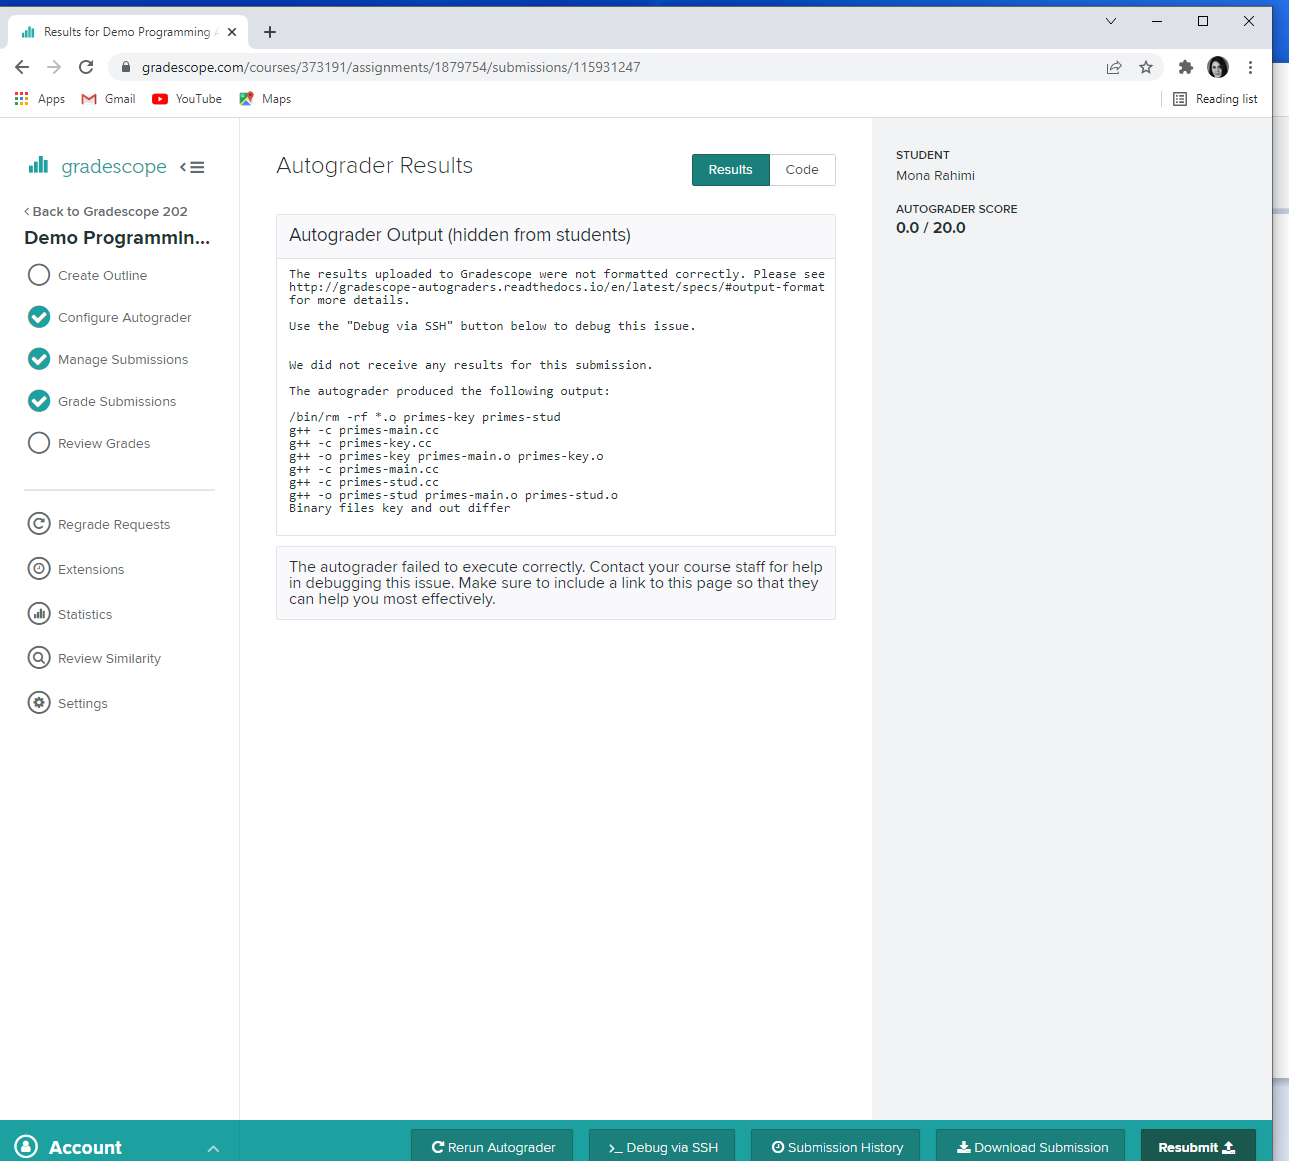 Results for Demo Programming
gradescope.com/courses/373191/assignments/1879754/submissions/115931247
Apps
Gmail
YouTube
Maps
Reading list
gradescope
Back to Gradescope 202
Demo Programmin...
Create Outline
Configure Autograder
Manage Submissions
Grade Submissions
Review Grades
Regrade Requests
Extensions
Statistics
Review Similarity
Settings
Autograder Results
Results
Code
Autograder Output (hidden from students)
The results uploaded to Gradescope were not formatted correctly. Please see
http://gradescope-autograders.readthedocs.io/en/latest/specs/#output-format
for more details.
Use the "Debug via SSH" button below to debug this issue.
We did not receive any results for this submission.
The autograder produced the following output:
/bin/rm -rf *.o primes-key primes-stud
g++ -c primes-main.cc
g++ -c primes-key.cc
g++ -o primes-key primes-main.o primes-key.o
g++ -c primes-main.cc
g++ -c primes-stud.cc
g++ -o primes-stud primes-main.o primes-stud.o
Binary files key and out differ
The autograder failed to execute correctly. Contact your course staff for help
in debugging this issue. Make sure to include a link to this page so that they
can help you most effectively.
STUDENT
Mona Rahimi
AUTOGRADER SCORE
0.0 / 20.0
Account
Rerun Autograder
>_ Debug via SSH
Submission History
Download Submission
Resubmit